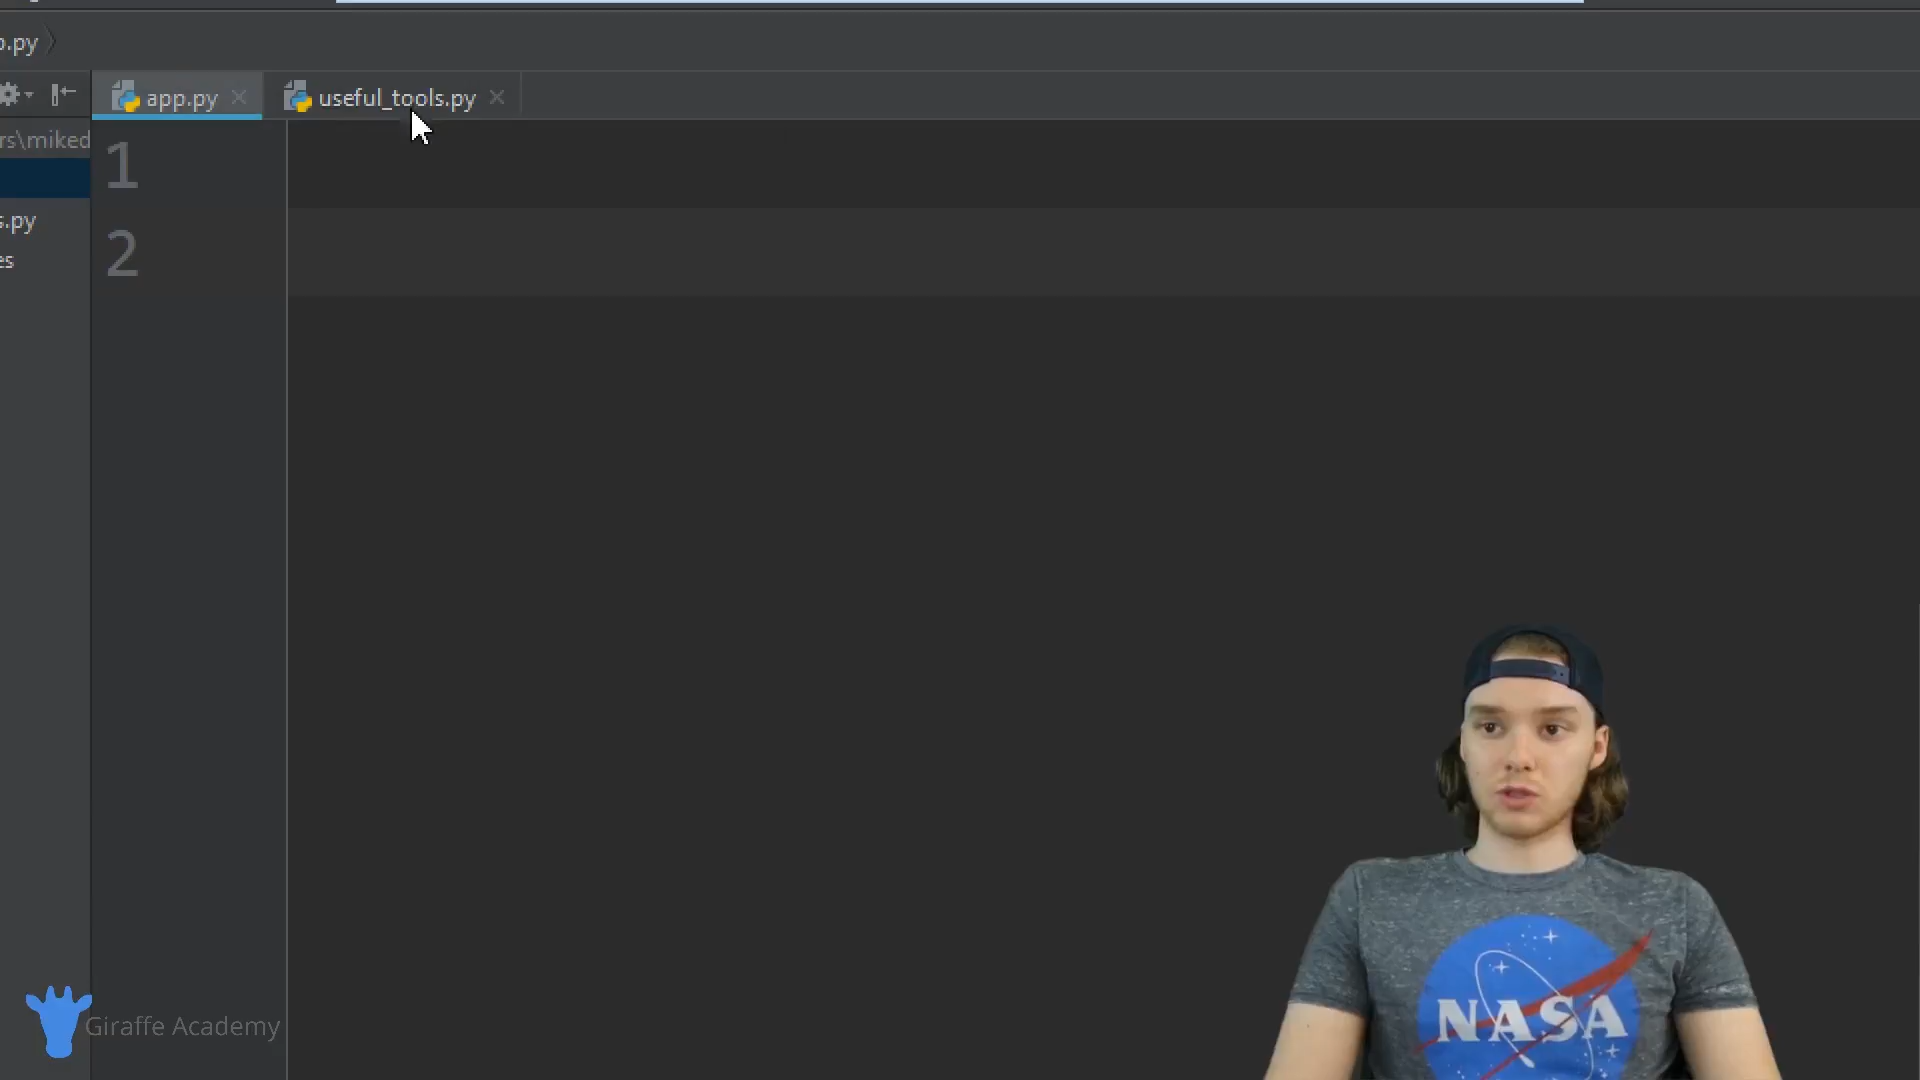 .py
app.py
useful_tools.py
rs\miked
1
s.py
2
es
NASA
Giraffe Academy